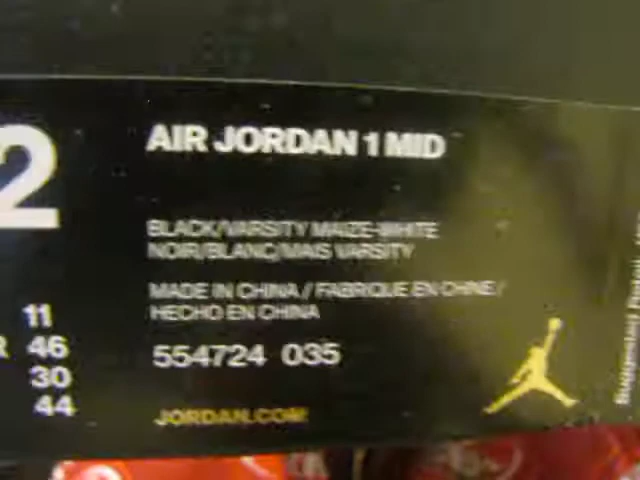 2
AIR JORDAN 1 MID
BLACK/VARSITY MAIZE-WHITE
NOIR/BLANC/MAIS VARSITY
MADE IN CHINA / FABRIQUE EN CHINE /
HECHO EN CHINA
11
R 46
30
44
554724 035
JORDAN.COM